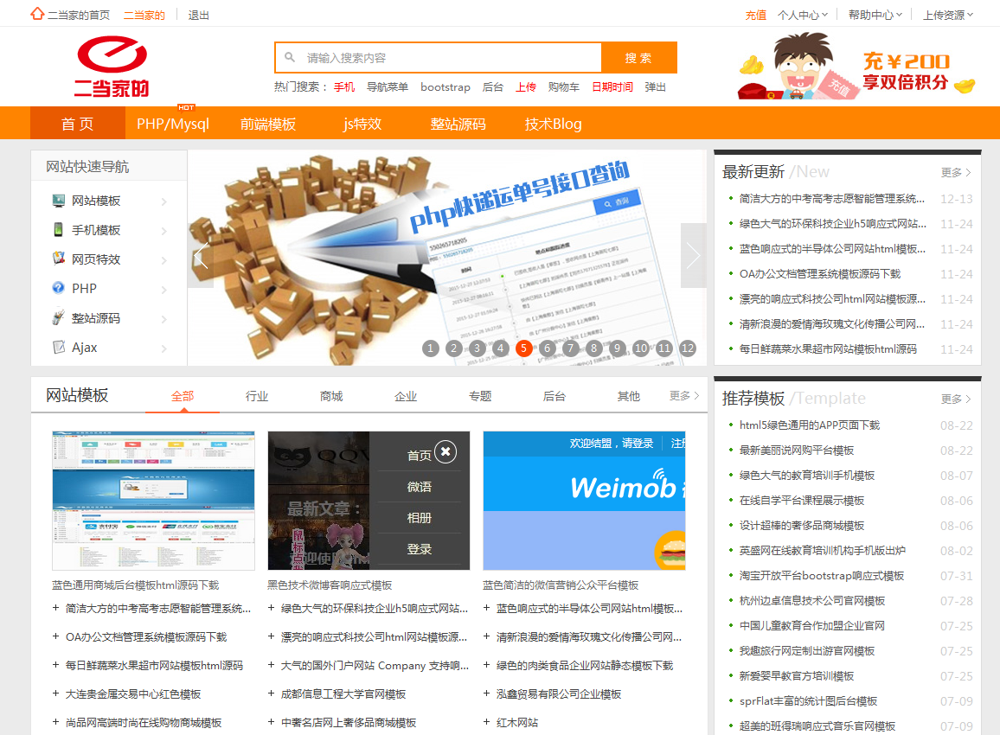 二当家的首页 二当家的 退出 充值 个人中心 帮助中心 上传资源
二当家的
请输入搜索内容 搜 索
热门搜索： 手机 导航菜单 bootstrap 后台 上传 购物车 日期时间 弹出
充￥200
享双倍积分
充值
HOT
首 页 PHP/Mysql 前端模板 js特效 整站源码 技术Blog
网站快速导航
网站模板
手机模板
网页特效
PHP
整站源码
Ajax
php快递运单号接口查询
查询
550265718205
550265718205
时间 地点和跟踪进度
1 2 3 4 5 6 7 8 9 10 11 12
最新更新 /New 更多
简洁大方的中考高考志愿智能管理系统... 12-13
绿色大气的环保科技企业h5响应式网站... 11-24
蓝色响应式的半导体公司网站html模板... 11-24
OA办公文档管理系统模板源码下载 11-24
漂亮的响应式科技公司html网站模板源... 11-24
清新浪漫的爱情海玫瑰文化传播公司网... 11-24
每日鲜蔬菜水果超市网站模板html源码 11-24
网站模板 全部 行业 商城 企业 专题 后台 其他 更多
首页
微语
相册
登录
最新文章：
欢迎结盟，请登录
Weimob
蓝色通用商城后台模板html源码下载 黑色技术微博客响应式模板 蓝色简洁的微信营销公众平台模板
+ 简洁大方的中考高考志愿智能管理系统... + 绿色大气的环保科技企业h5响应式网站... + 蓝色响应式的半导体公司网站html模板...
+ OA办公文档管理系统模板源码下载 + 漂亮的响应式科技公司html网站模板源... + 清新浪漫的爱情海玫瑰文化传播公司网...
+ 每日鲜蔬菜水果超市网站模板html源码 + 大气的国外门户网站 Company 支持响... + 绿色的肉类食品企业网站静态模板下载
+ 大连贵金属交易中心红色模板 + 成都信息工程大学官网模板 + 泓鑫贸易有限公司企业模板
+ 尚品网高端时尚在线购物商城模板 + 中奢名店网上奢侈品商城模板 + 红木网站
推荐模板 /Template 更多
html5绿色通用的APP页面下载 08-22
最新美丽说网购平台模板 08-22
绿色大气的教育培训手机模板 08-07
在线自学平台课程展示模板 08-06
设计超棒的奢侈品商城模板 08-06
英盛网在线教育培训机构手机版出炉 08-02
淘宝开放平台bootstrap响应式模板 07-31
杭州边卓信息技术公司官网模板 07-28
中国儿童教育合作加盟企业官网 07-25
我趣旅行网定制出游官网模板 07-25
新爱婴早教官方培训模板 07-25
sprFlat丰富的统计图后台模板 07-09
超美的班得瑞响应式音乐官网模板 07-09